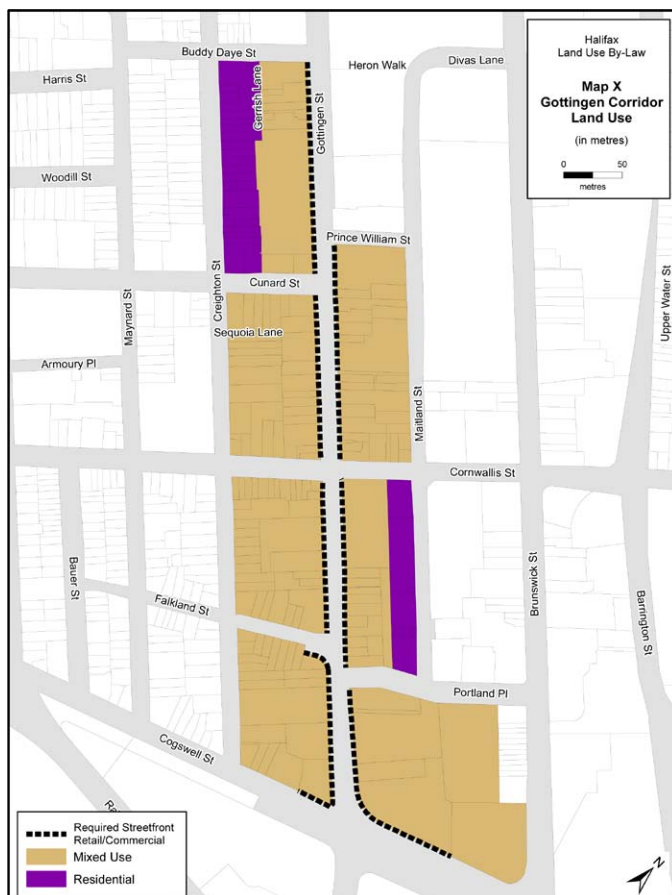 Halifax
Land Use By-Law
Map X
Gottingen Corridor
Land Use
(in metres)
0 50
metres
Buddy Daye St
Harris St
Gerrish Lane
Gottingen St
Heron Walk
Divas Lane
Woodill St
Prince William St
Creighton St
Cunard St
Maynard St
Sequoia Lane
Upper Water St
Armoury Pl
Maitland St
Cornwallis St
Bauer St
Falkland St
Brunswick St
Barrington St
Portland Pl
Cogswell St
Required Streetfront
Retail/Commercial
Mixed Use
Residential
N